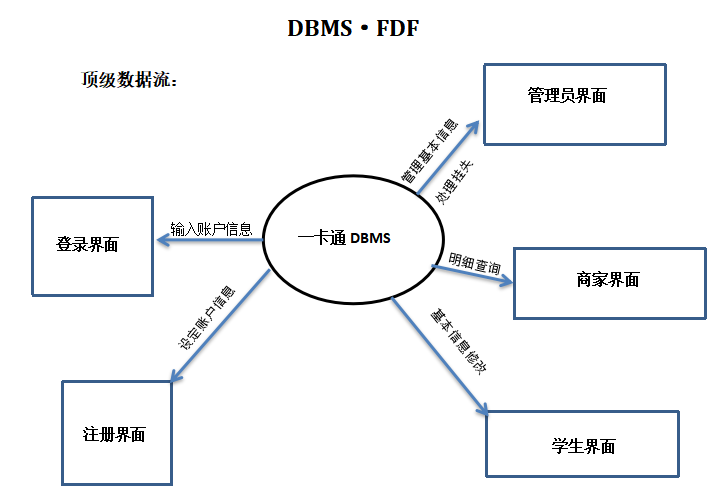 DBMS·FDF
顶级数据流：
管理员界面
管理基本信息
处理挂失
登录界面
输入账户信息
一卡通 DBMS
明细查询
商家界面
设定账户信息
基本信息修改
注册界面
学生界面